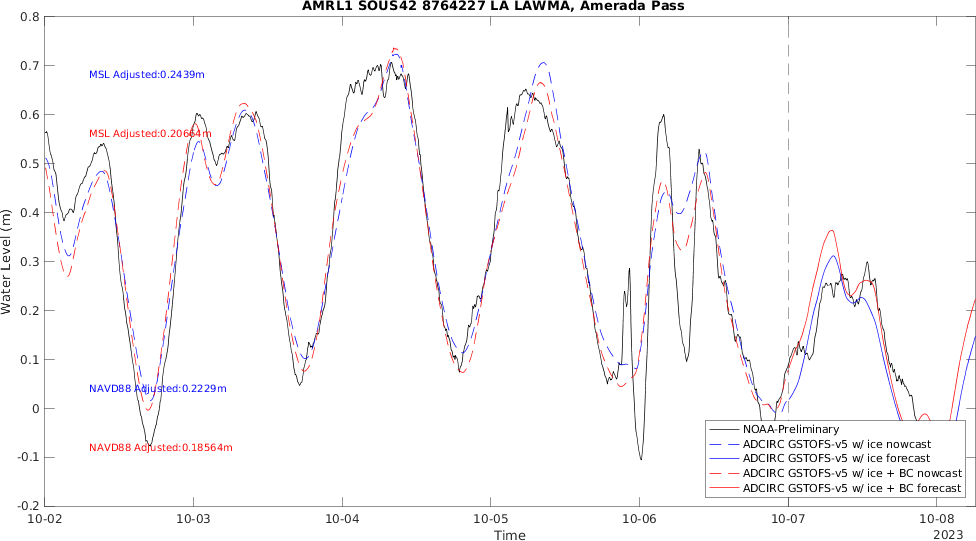 AMRL1 SOUS42 8764227 LA LAWMA, Amerada Pass
0.8
0.7
0.6
0.5
0.4
0.3
0.2
0.1
0
-0.1
-0.2
Water Level (m)
MSL Adjusted:0.2439m
MSL Adjusted:0.20664m
NAVD88 Adjusted:0.2229m
NAVD88 Adjusted:0.18564m
NOAA-Preliminary
ADCIRC GSTOFS-v5 w/ ice nowcast
ADCIRC GSTOFS-v5 w/ ice forecast
ADCIRC GSTOFS-v5 w/ ice + BC nowcast
ADCIRC GSTOFS-v5 w/ ice + BC forecast
10-02 10-03 10-04 10-05 10-06 10-07 10-08
Time
2023